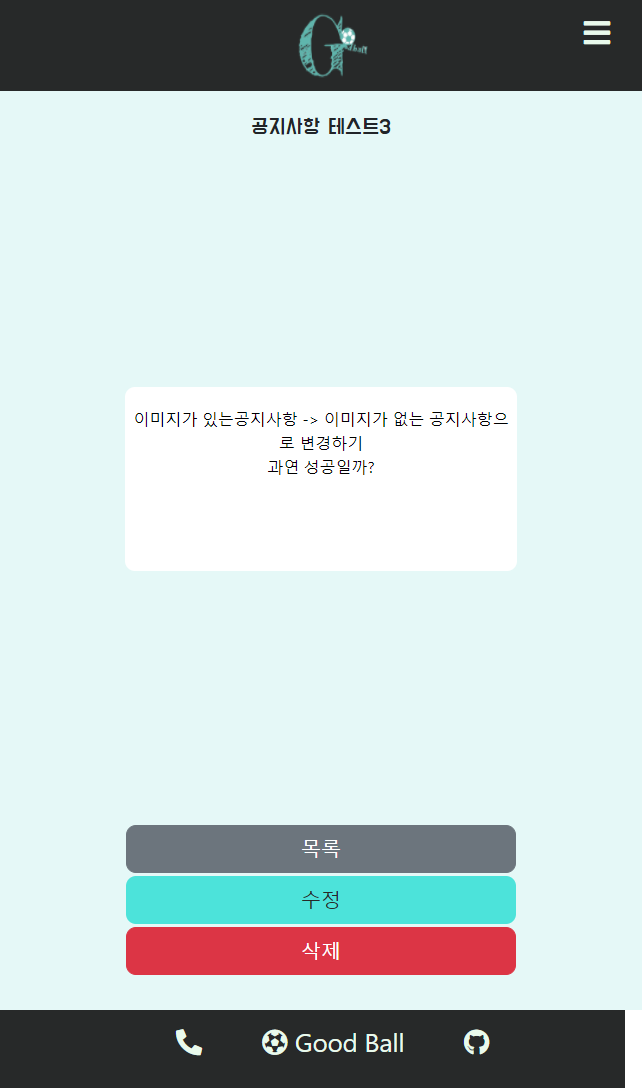 G
공지사항 테스트3
이미지가 있는공지사항 -> 이미지가 없는 공지사항으
로 변경하기
과연 성공일까?
목록
수정
삭제
Good Ball